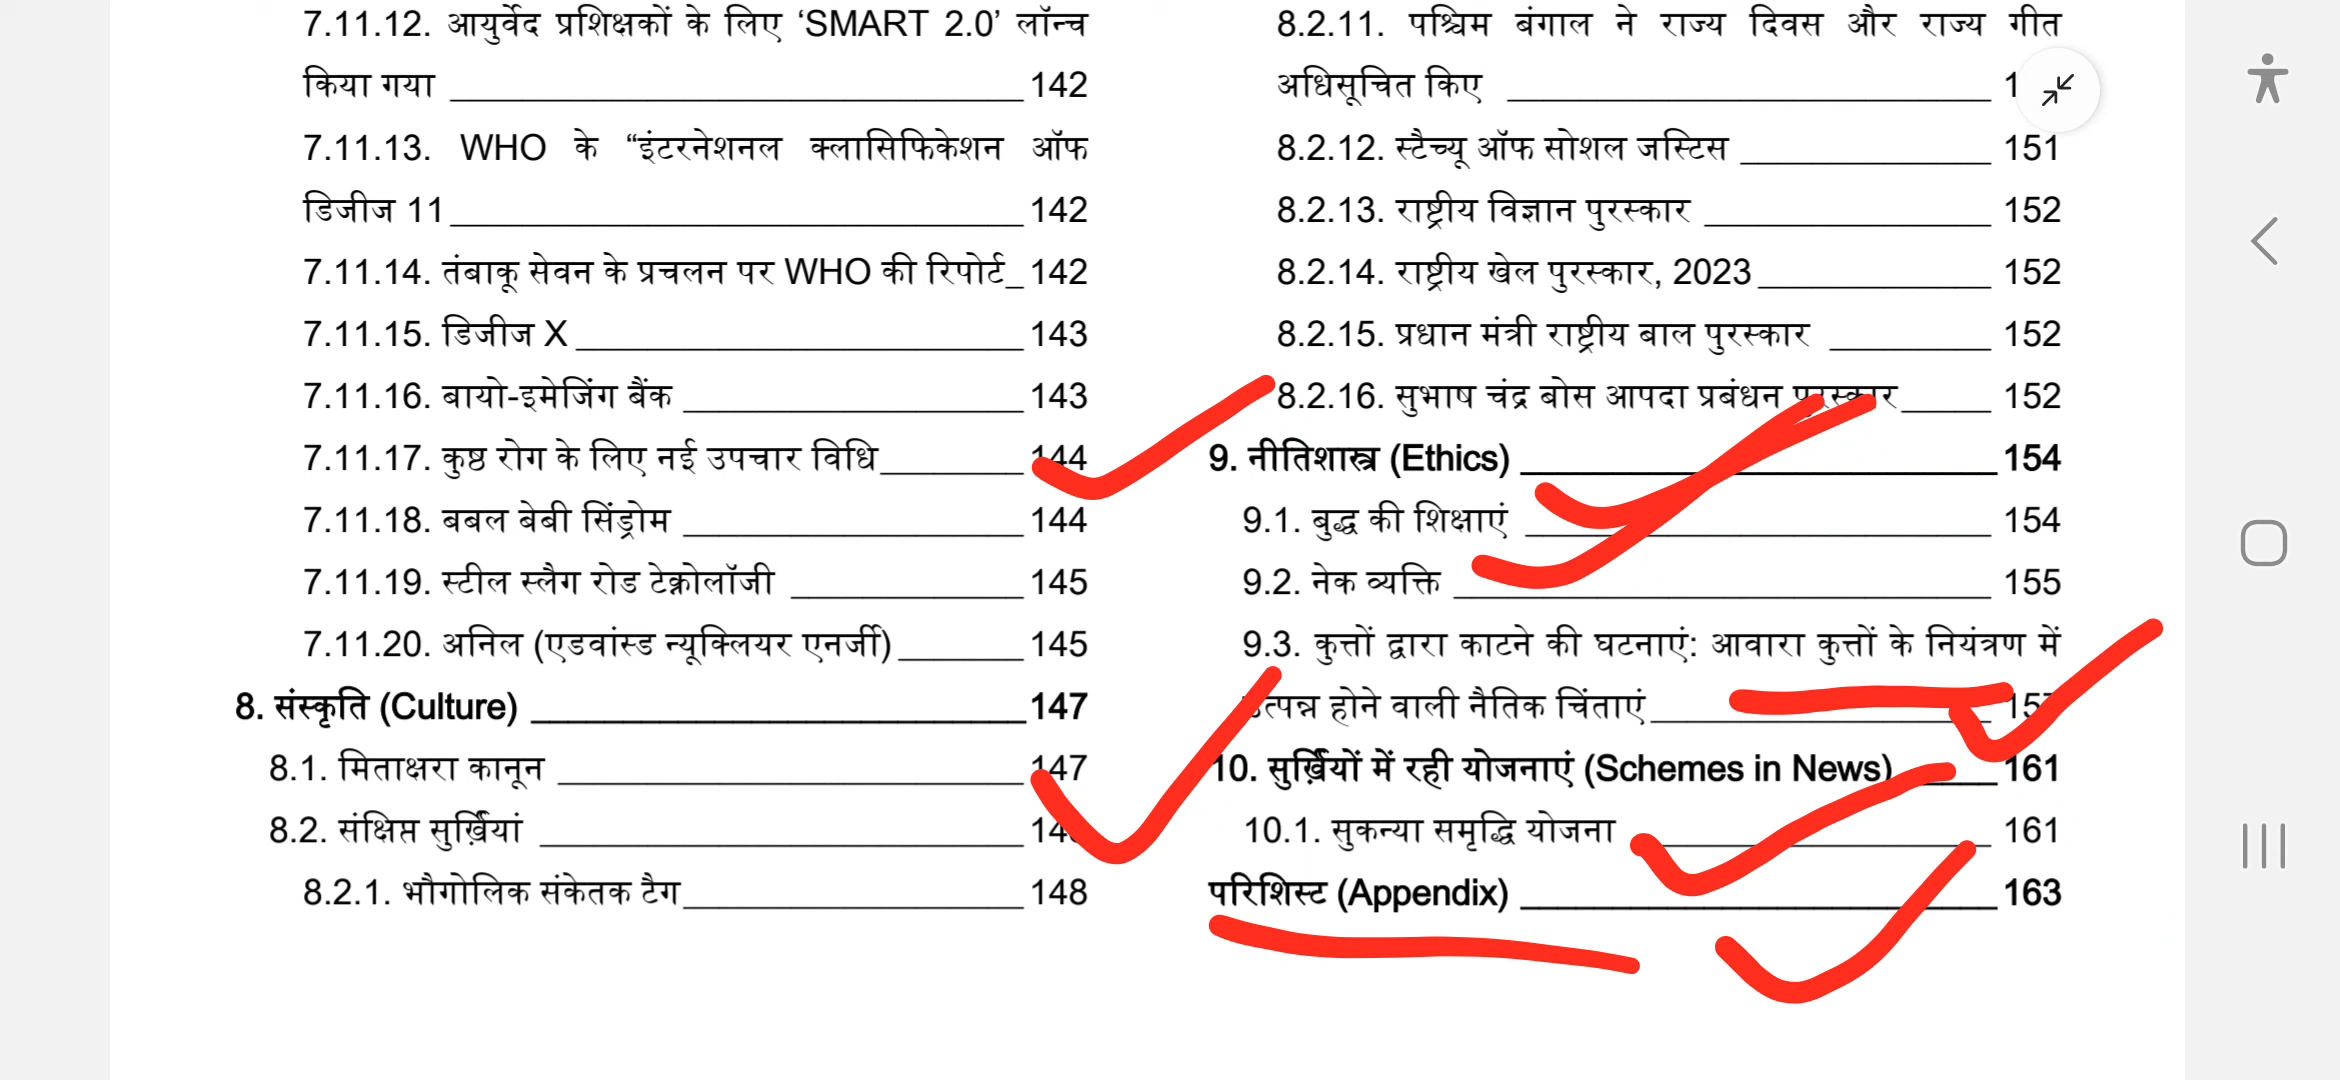 7.11.12. आयुर्वेद प्रशिक्षकों के लिए ‘SMART 2.0’ लॉन्च
किया गया 142
7.11.13. WHO के “इंटरनेशनल क्लासिफिकेशन ऑफ
डिजीज 11 142
7.11.14. तंबाकू सेवन के प्रचलन पर WHO की रिपोर्ट_ 142
7.11.15. डिजीज X 143
7.11.16. बायो-इमेजिंग बैंक 143
7.11.17. कुष्ठ रोग के लिए नई उपचार विधि 144
7.11.18. बबल बेबी सिंड्रोम 144
7.11.19. स्टील स्लैग रोड टेक्नोलॉजी 145
7.11.20. अनिल (एडवांस्ड न्यूक्लियर एनर्जी) 145
8. संस्कृति (Culture) 147
8.1. मिताक्षरा कानून 147
8.2. संक्षिप्त सुर्ख़ियां
8.2.1. भौगोलिक संकेतक टैग 148
8.2.11. पश्चिम बंगाल ने राज्य दिवस और राज्य गीत
अधिसूचित किए
8.2.12. स्टैच्यू ऑफ सोशल जस्टिस 151
8.2.13. राष्ट्रीय विज्ञान पुरस्कार 152
8.2.14. राष्ट्रीय खेल पुरस्कार, 2023 152
8.2.15. प्रधान मंत्री राष्ट्रीय बाल पुरस्कार 152
8.2.16. सुभाष चंद्र बोस आपदा प्रबंधन पुरस्कार 152
9. नीतिशास्त्र (Ethics) 154
9.1. बुद्ध की शिक्षाएं 154
9.2. नेक व्यक्ति 155
9.3. कुत्तों द्वारा काटने की घटनाएं: आवारा कुत्तों के नियंत्रण में
उत्पन्न होने वाली नैतिक चिंताएं
10. सुर्ख़ियों में रही योजनाएं (Schemes in News) 161
10.1. सुकन्या समृद्धि योजना 161
परिशिस्ट (Appendix) 163